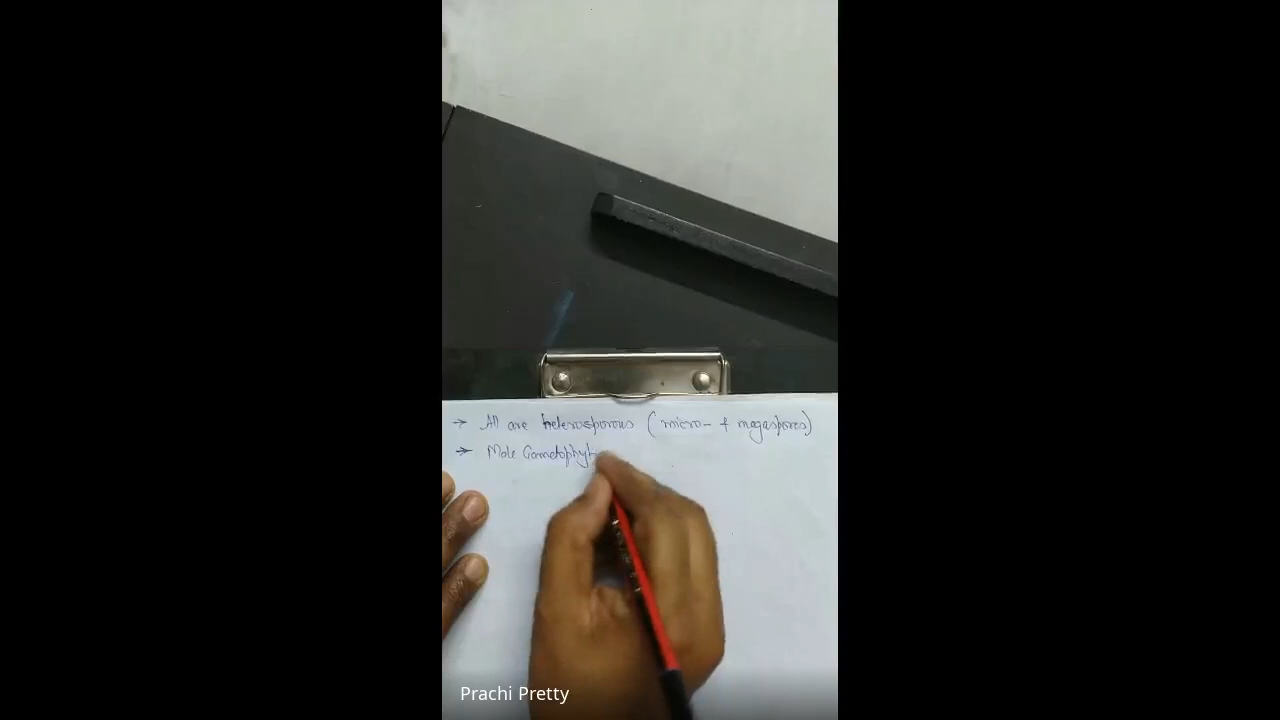 → All are heterosporous (micro- & megaspores)
→ Male Gametophyt
Prachi Pretty